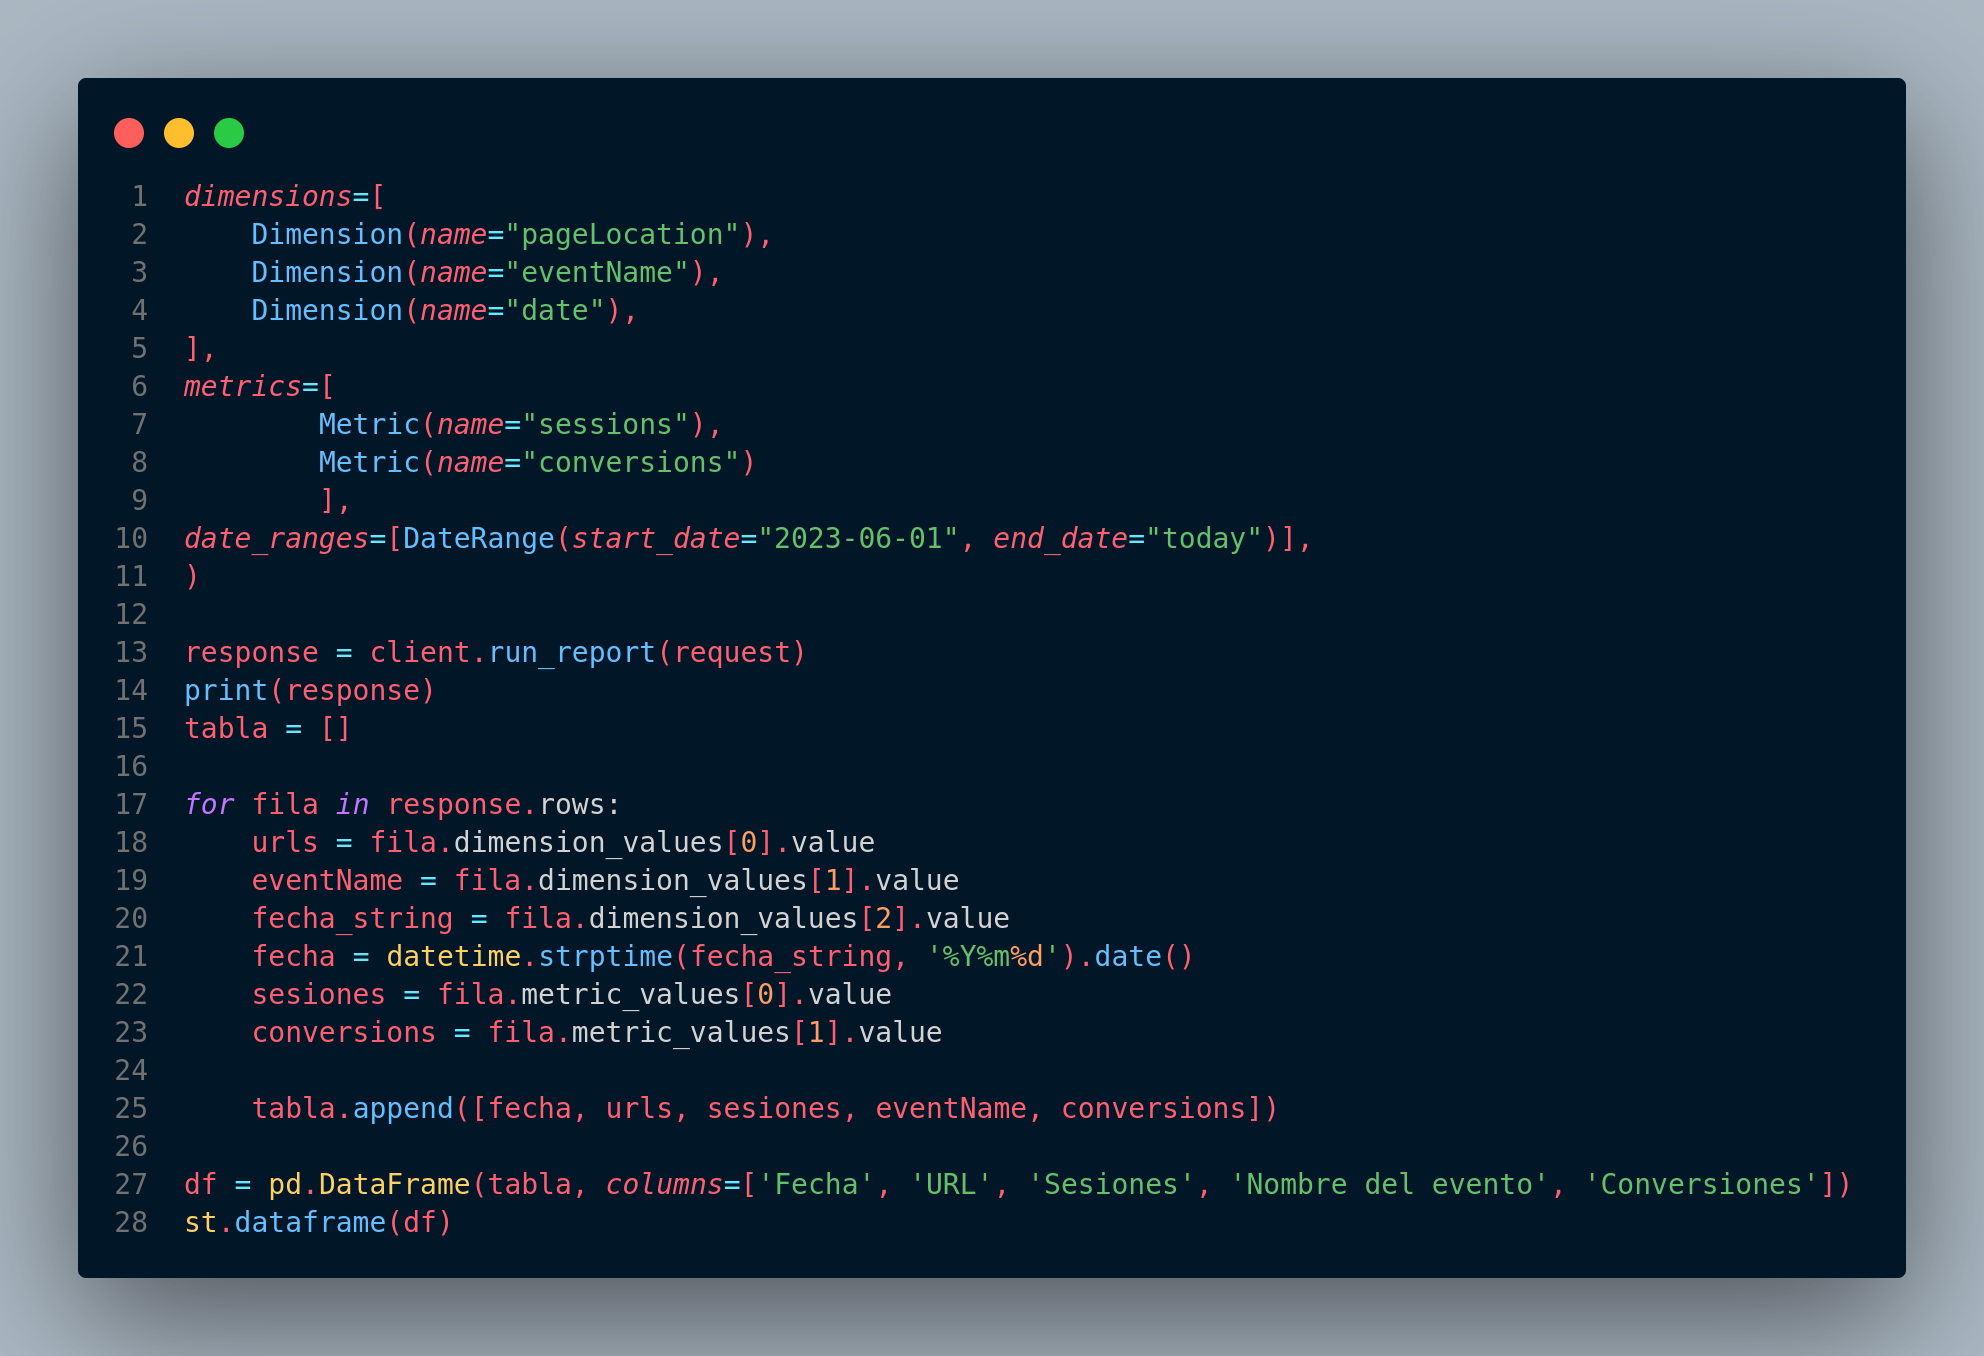 1 dimensions=[
2     Dimension(name="pageLocation"),
3     Dimension(name="eventName"),
4     Dimension(name="date"),
5 ],
6 metrics=[
7         Metric(name="sessions"),
8         Metric(name="conversions")
9         ],
10 date_ranges=[DateRange(start_date="2023-06-01", end_date="today")],
11 )
12
13 response = client.run_report(request)
14 print(response)
15 tabla = []
16
17 for fila in response.rows:
18     urls = fila.dimension_values[0].value
19     eventName = fila.dimension_values[1].value
20     fecha_string = fila.dimension_values[2].value
21     fecha = datetime.strptime(fecha_string, '%Y%m%d').date()
22     sesiones = fila.metric_values[0].value
23     conversions = fila.metric_values[1].value
24
25     tabla.append([fecha, urls, sesiones, eventName, conversions])
26
27 df = pd.DataFrame(tabla, columns=['Fecha', 'URL', 'Sesiones', 'Nombre del evento', 'Conversiones'])
28 st.dataframe(df)